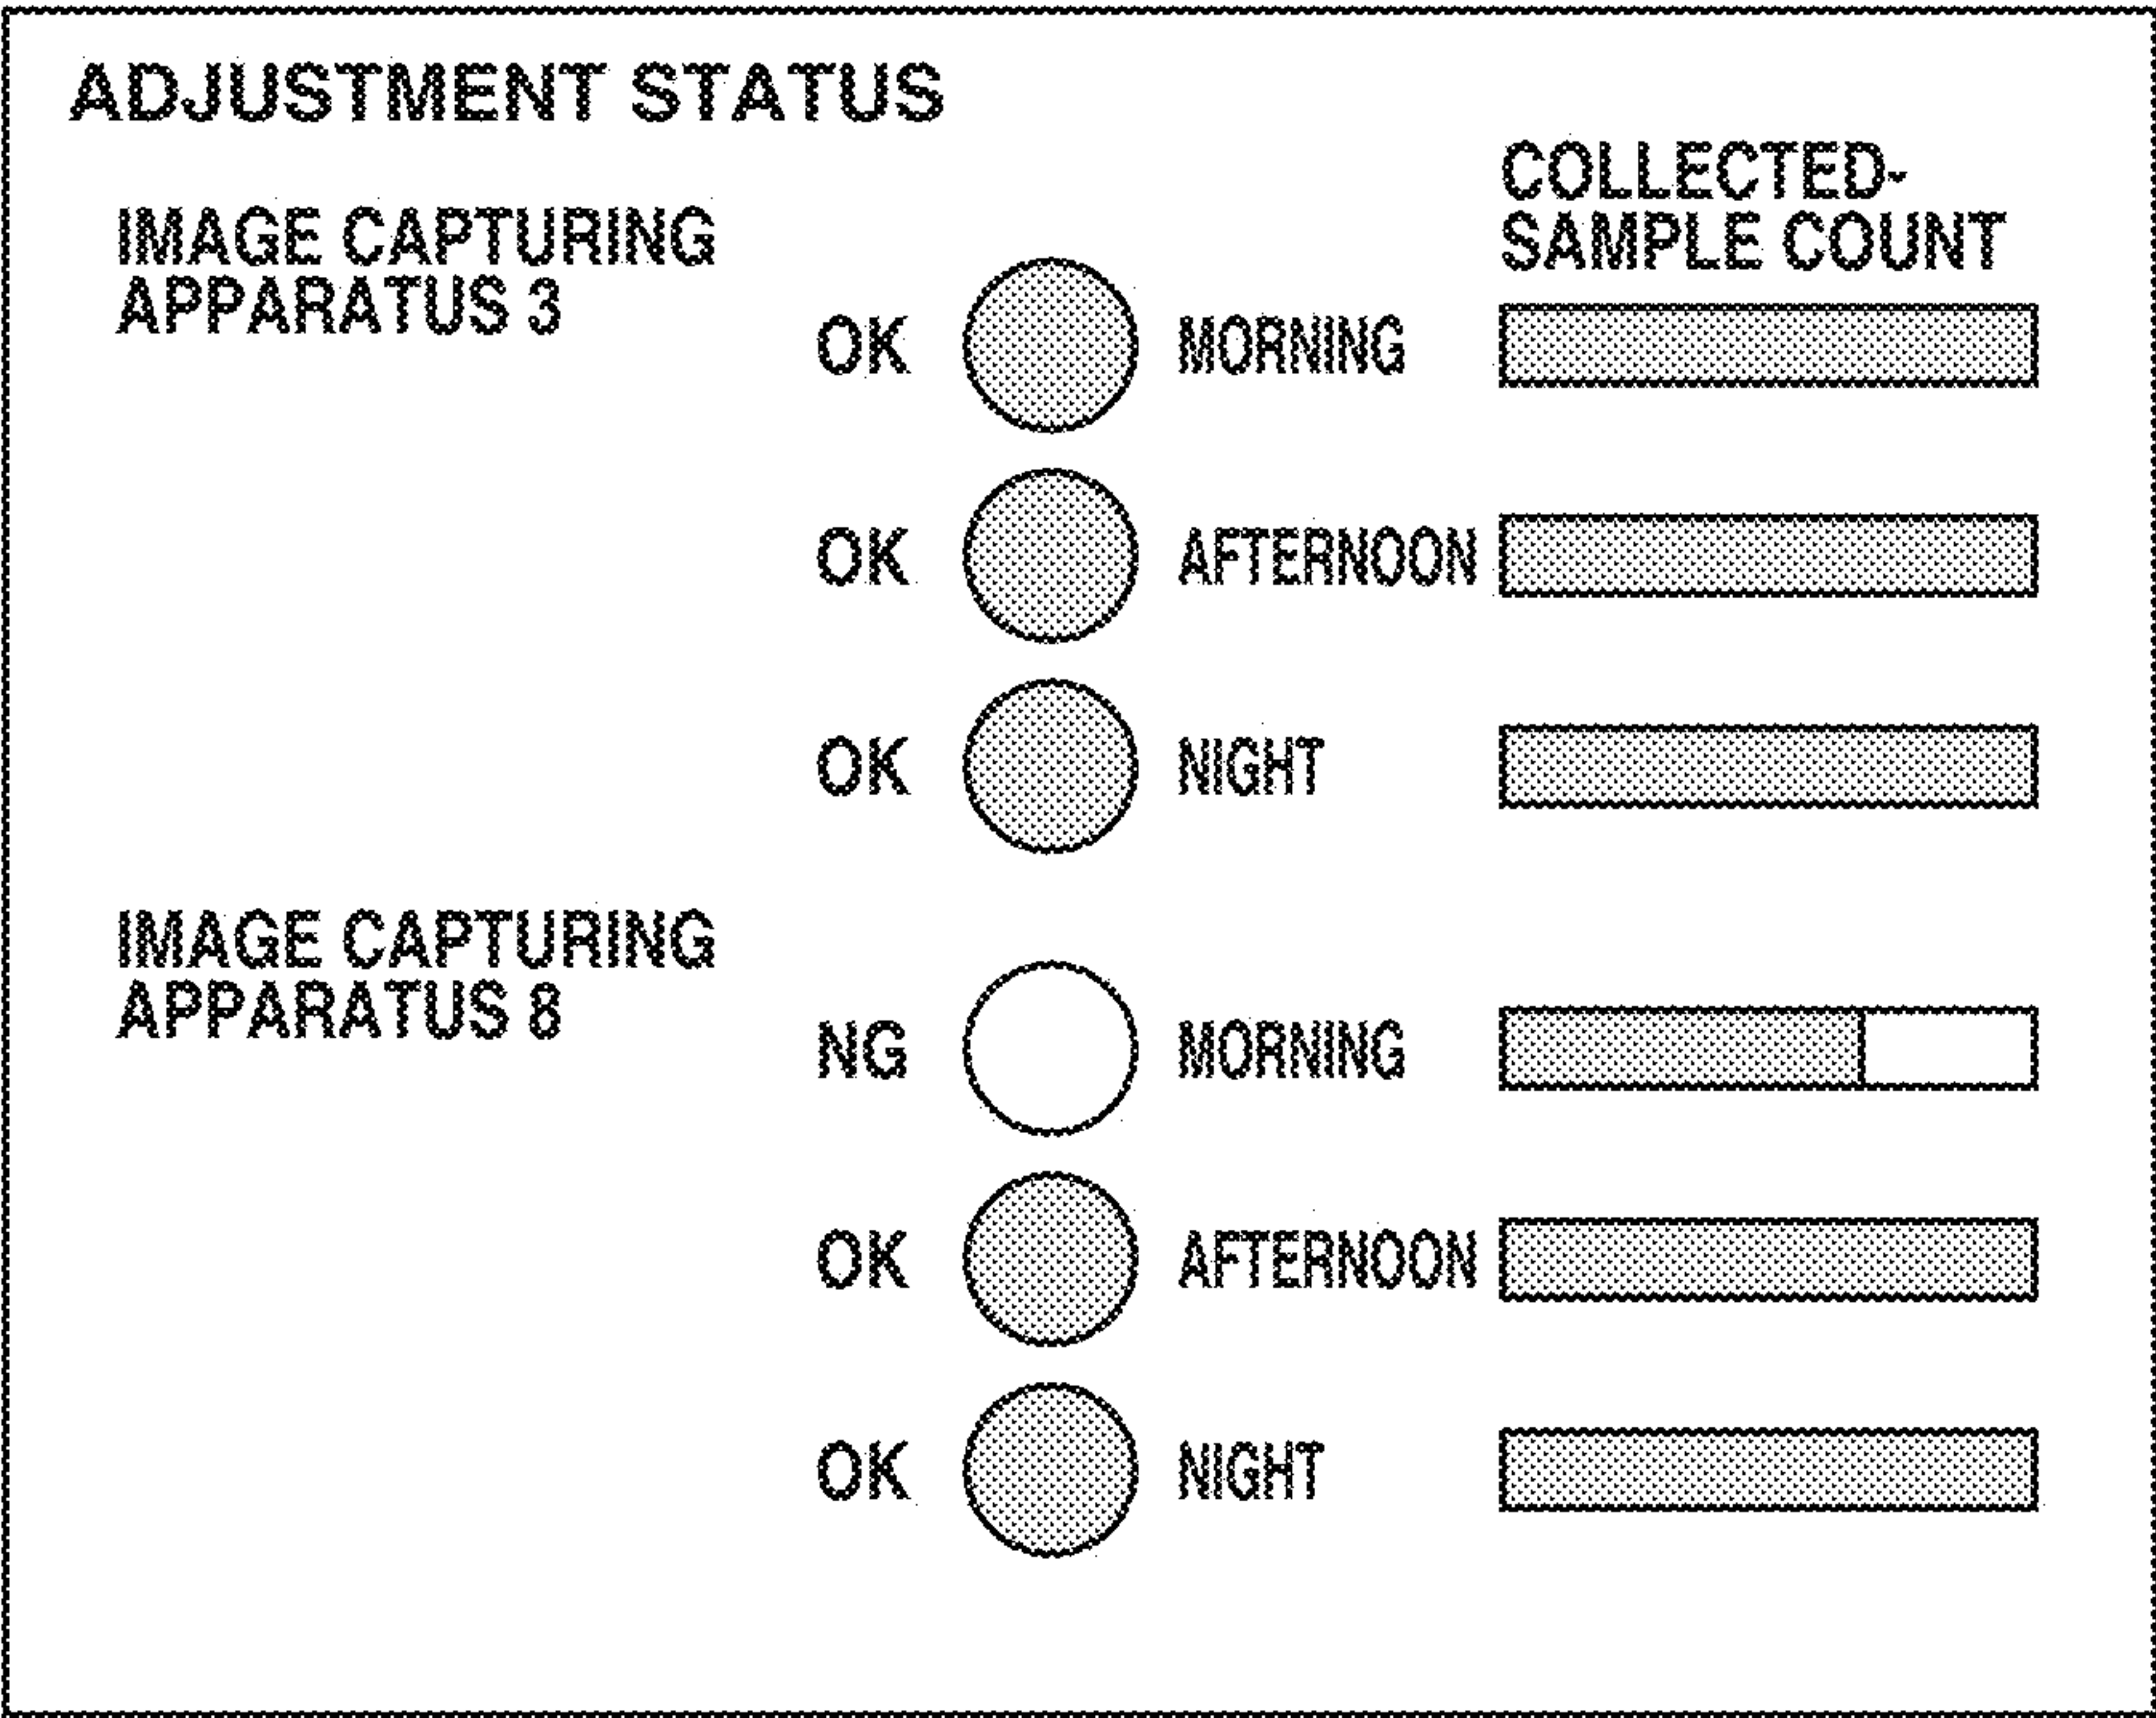 ADJUSTMENT STATUS
COLLECTED-
SAMPLE COUNT
IMAGE CAPTURING
APPARATUS 3
OK MORNING
OK AFTERNOON
OK NIGHT
IMAGE CAPTURING
APPARATUS 8
NG MORNING
OK AFTERNOON
OK NIGHT